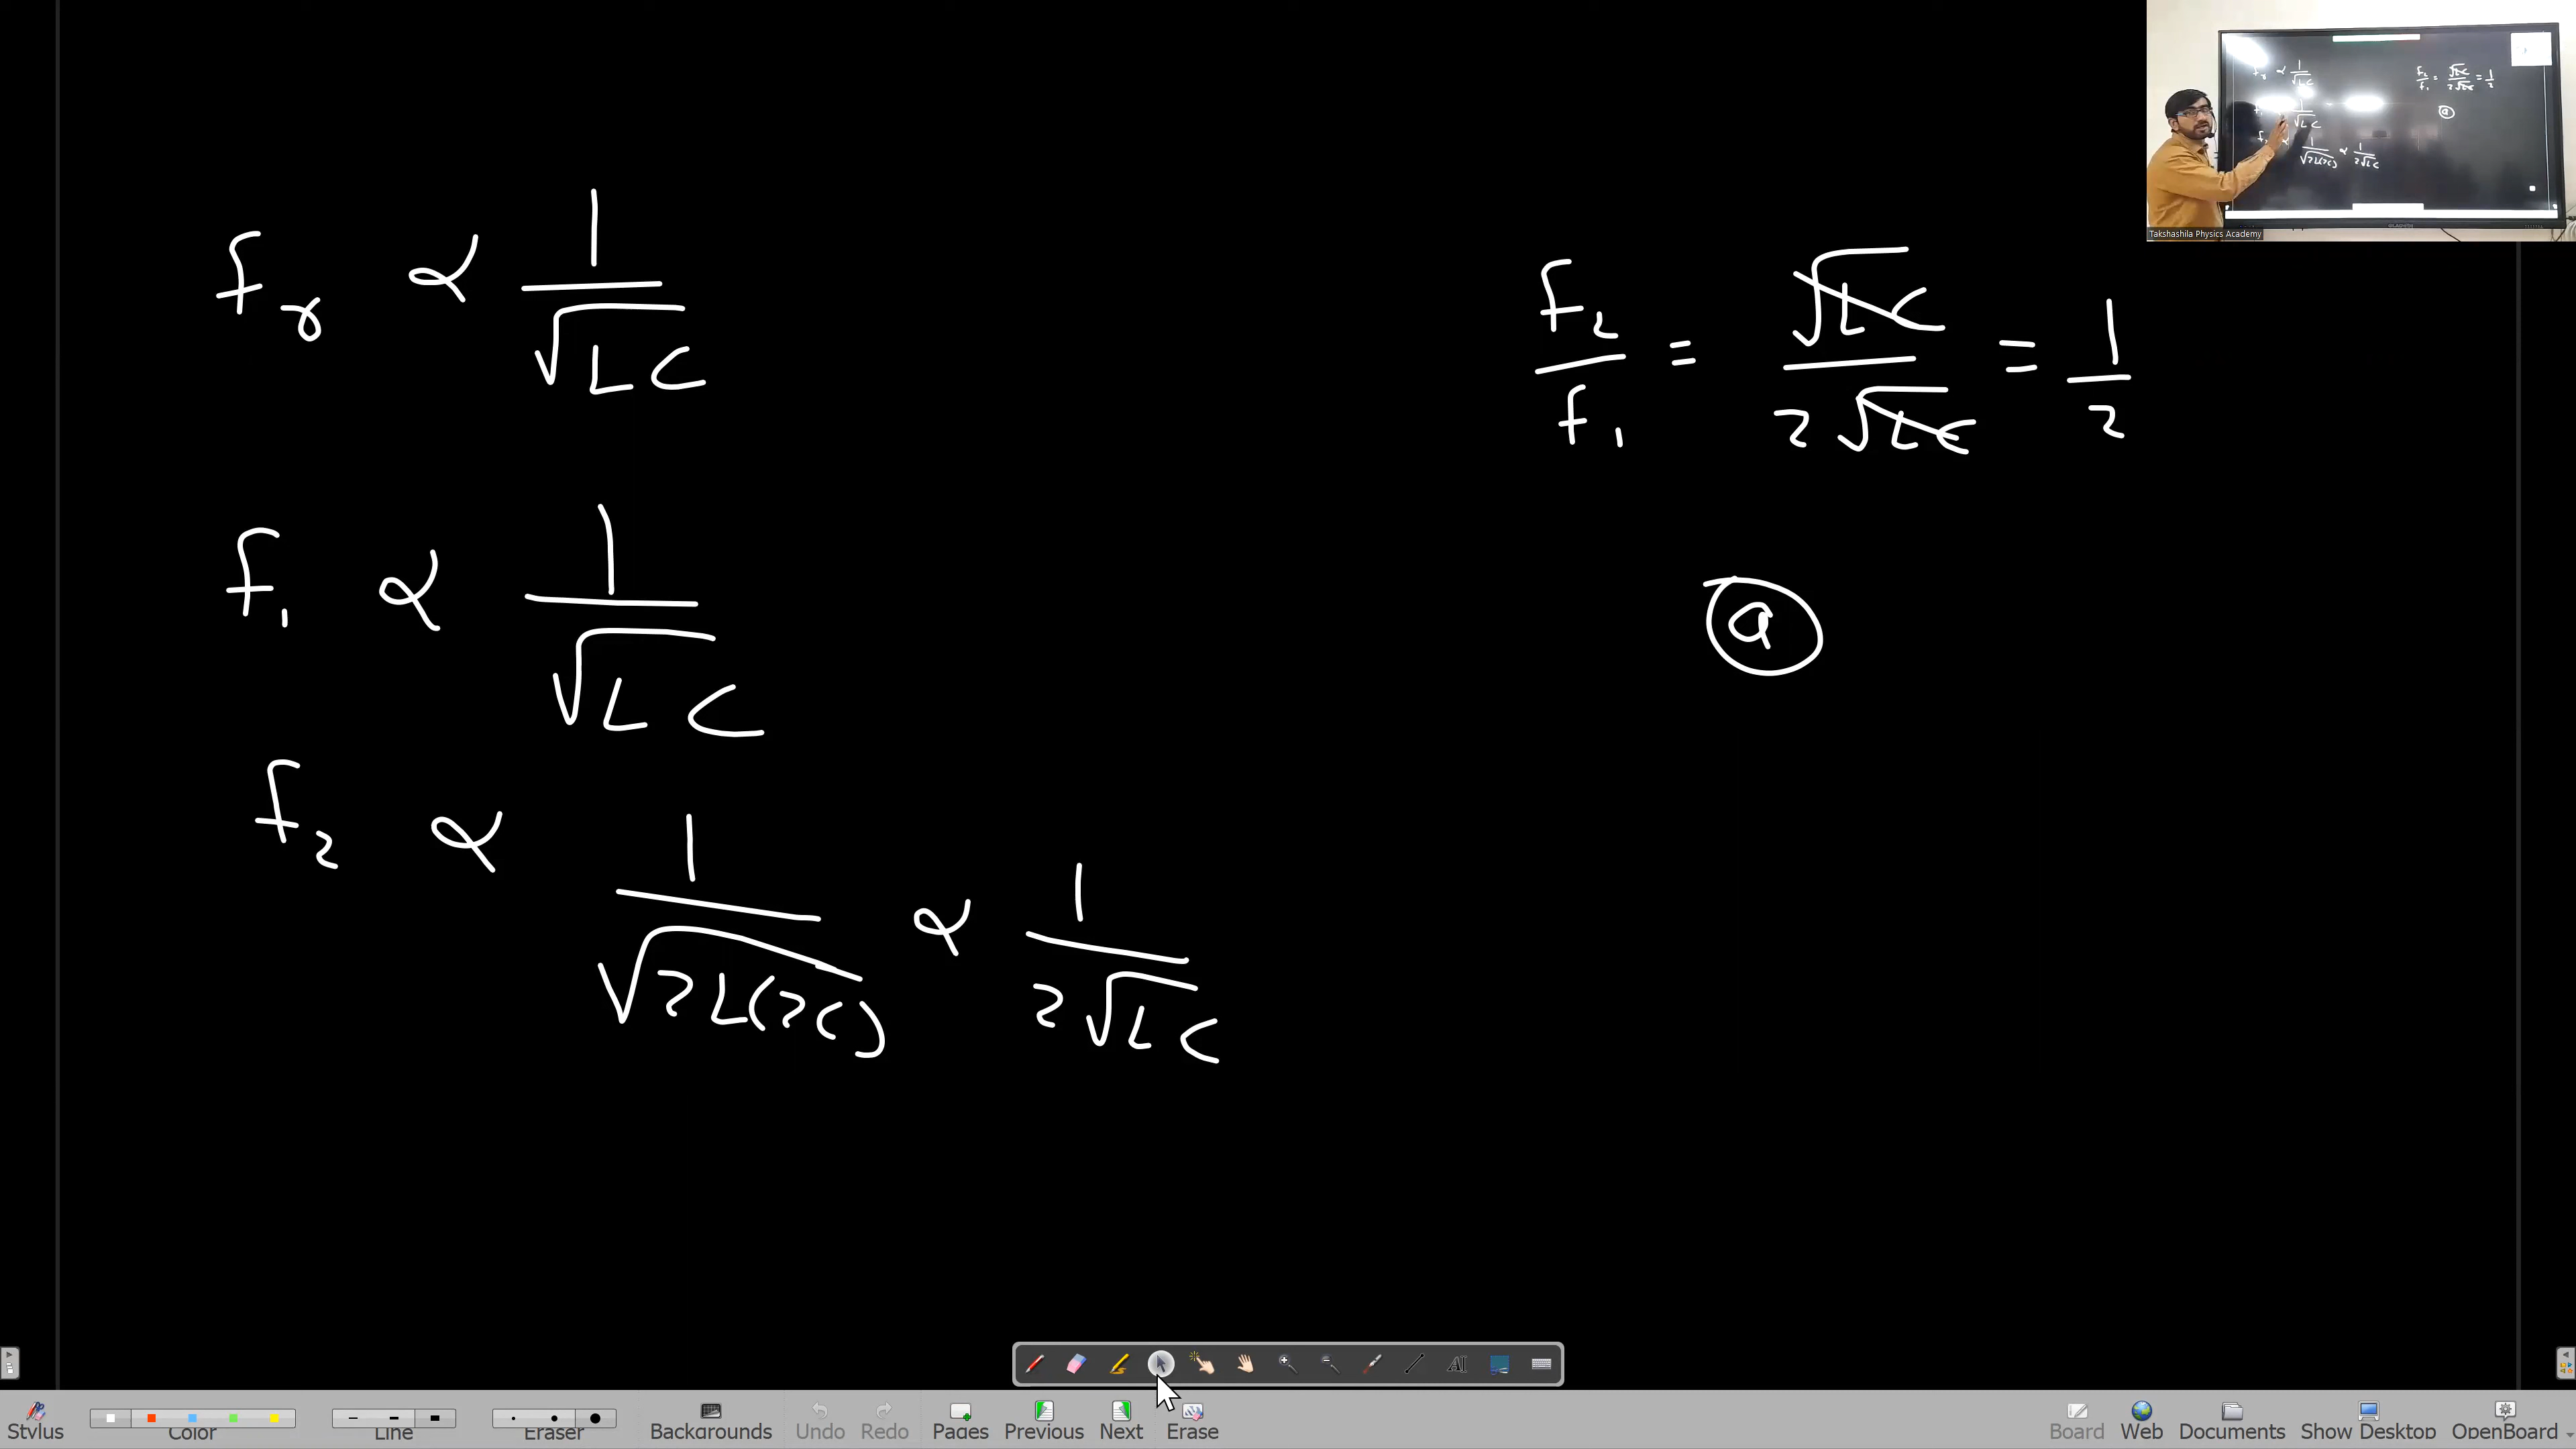 fᵣ ∝ 1/√(LC)
f₁ ∝ 1/√(LC)
f₂ ∝ 1/√(2L(2C)) ∝ 1/(2√(LC))
f₂/f₁ = √(LC)/(2√(LC)) = 1/2
a
Takshashila Physics Academy
Stylus
Color
Line
Eraser
Backgrounds
Undo
Redo
Pages
Previous
Next
Erase
Board
Web
Documents
Show Desktop
OpenBoard